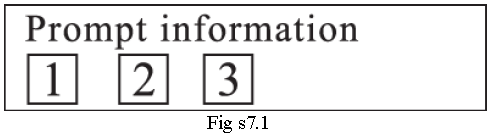 Prompt information
1 2 3
Fig s7.1